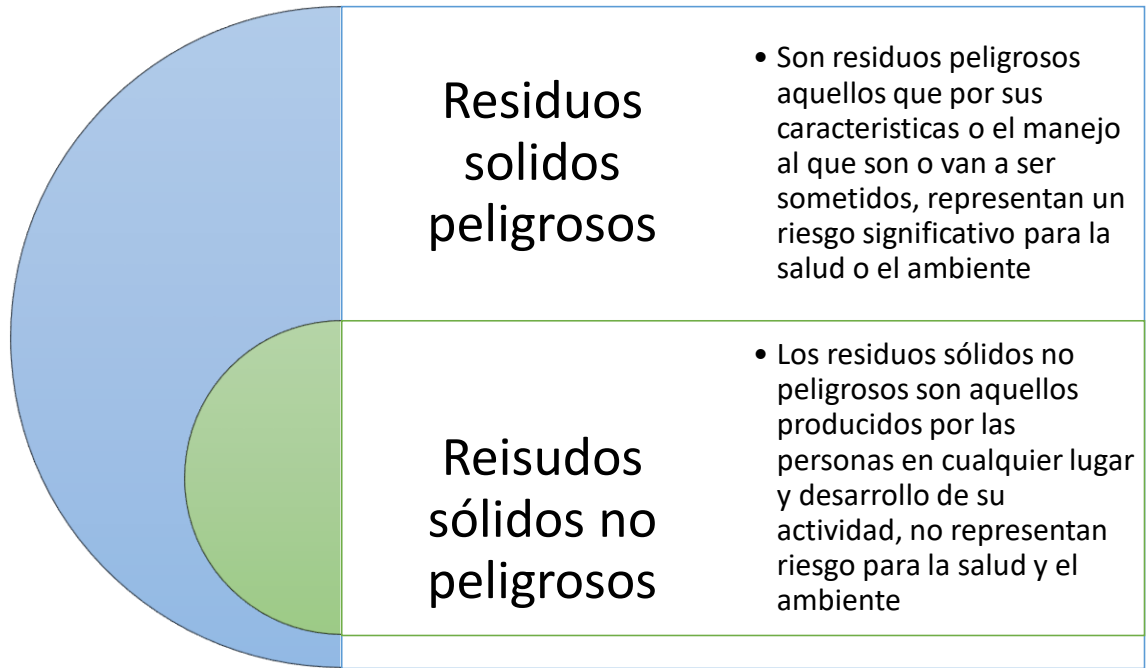 Residuos
solidos
peligrosos
• Son residuos peligrosos
aquellos que por sus
caracteristicas o el manejo
al que son o van a ser
sometidos, representan un
riesgo significativo para la
salud o el ambiente
Reisudos
sólidos no
peligrosos
• Los residuos sólidos no
peligrosos son aquellos
producidos por las
personas en cualquier lugar
y desarrollo de su
actividad, no representan
riesgo para la salud y el
ambiente